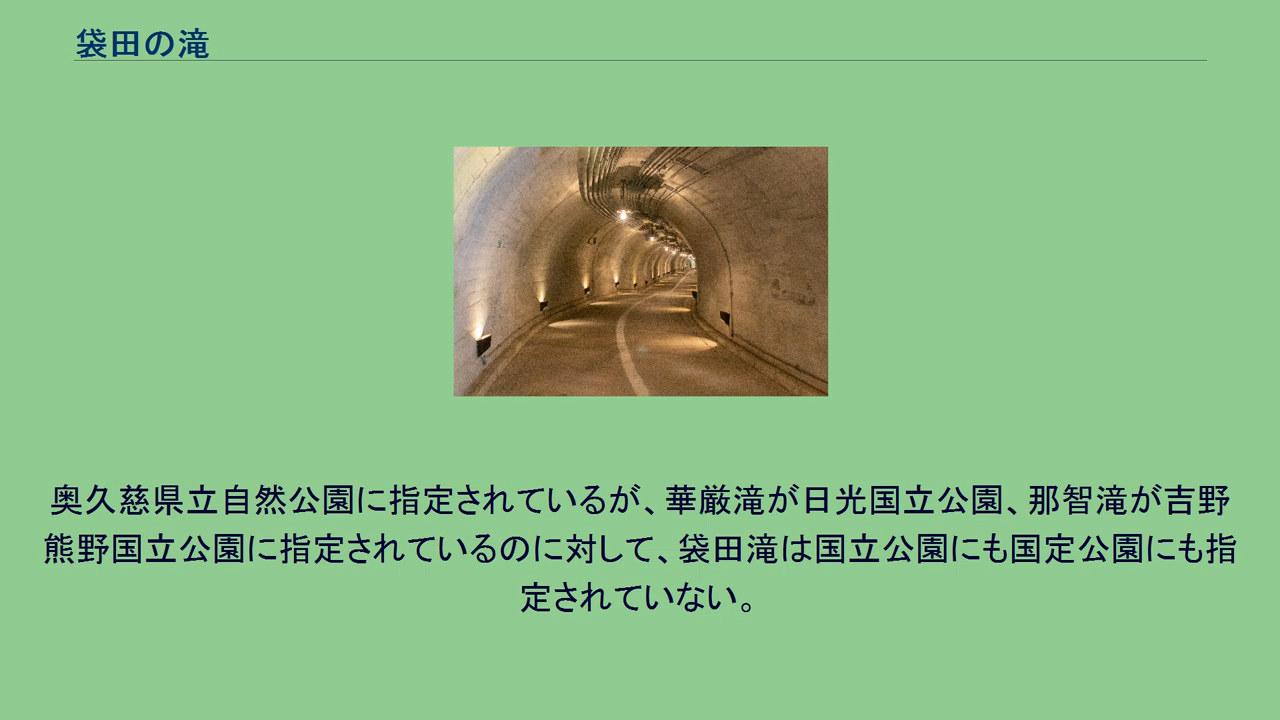 袋田の滝
奥久慈県立自然公園に指定されているが、華厳滝が日光国立公園、那智滝が吉野
熊野国立公園に指定されているのに対して、袋田滝は国立公園にも国定公園にも指
定されていない。